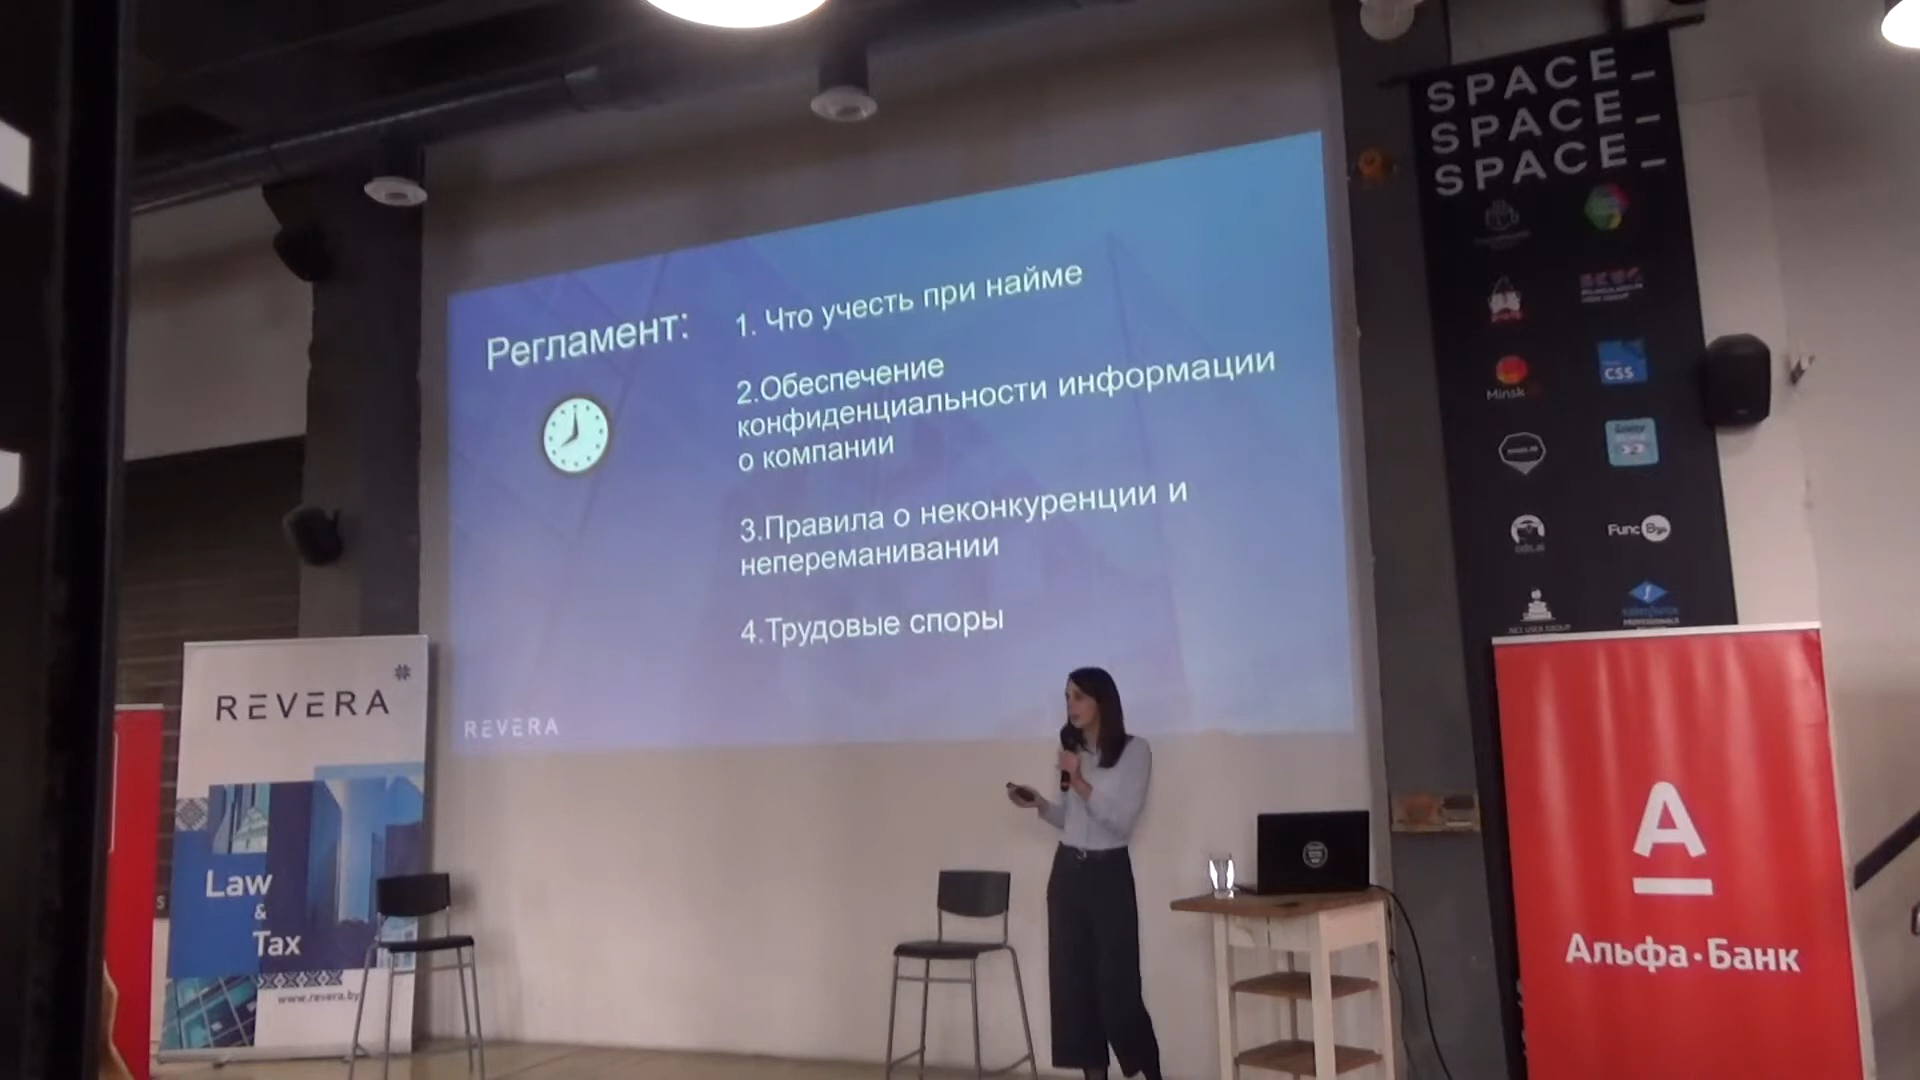 SPACE_
SPACE_
SPACE_
Регламент:
1. Что учесть при найме
2.Обеспечение
конфиденциальности информации
о компании
3.Правила о неконкуренции и
непереманивании
4.Трудовые споры
REVERA
REVERA
Law
&
Tax
www.revera.by
Minsk
CSS
Func
А
Альфа·Банк